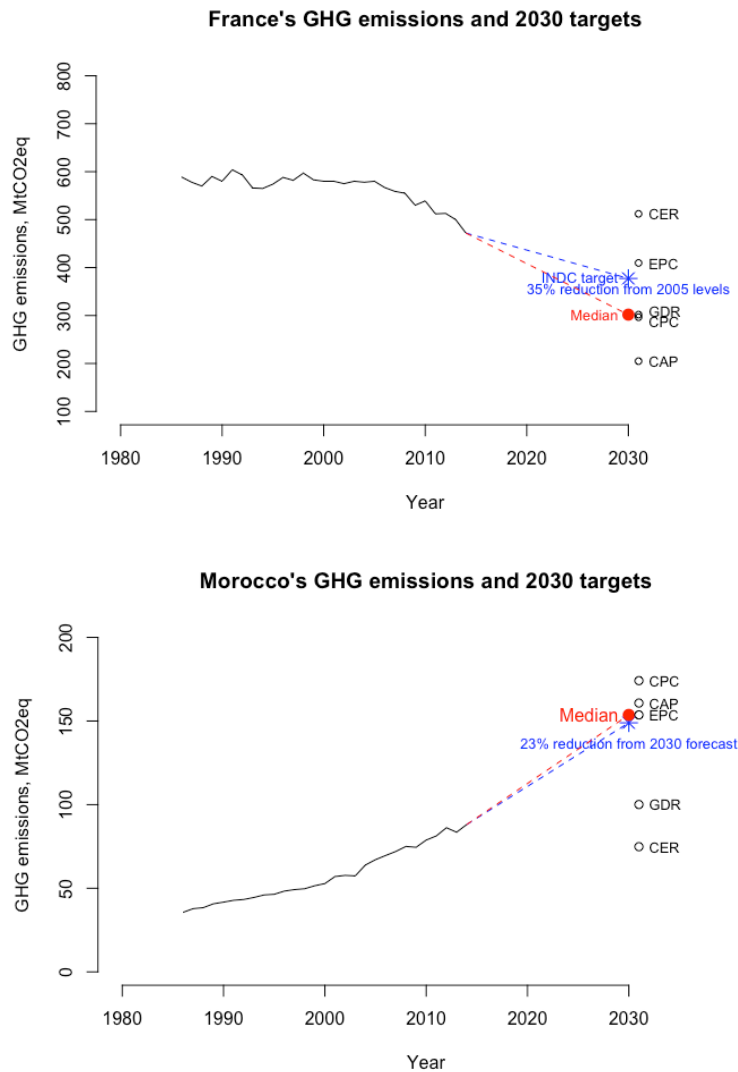 France's GHG emissions and 2030 targets
GHG emissions, MtCO2eq
800
700
600
500
400
300
200
100
CER
EPC
INDC target
35% reduction from 2005 levels
GDR
Median
CPC
CAP
1980 1990 2000 2010 2020 2030
Year
Morocco's GHG emissions and 2030 targets
GHG emissions, MtCO2eq
200
150
100
50
0
CPC
CAP
Median
EPC
23% reduction from 2030 forecast
GDR
CER
1980 1990 2000 2010 2020 2030
Year